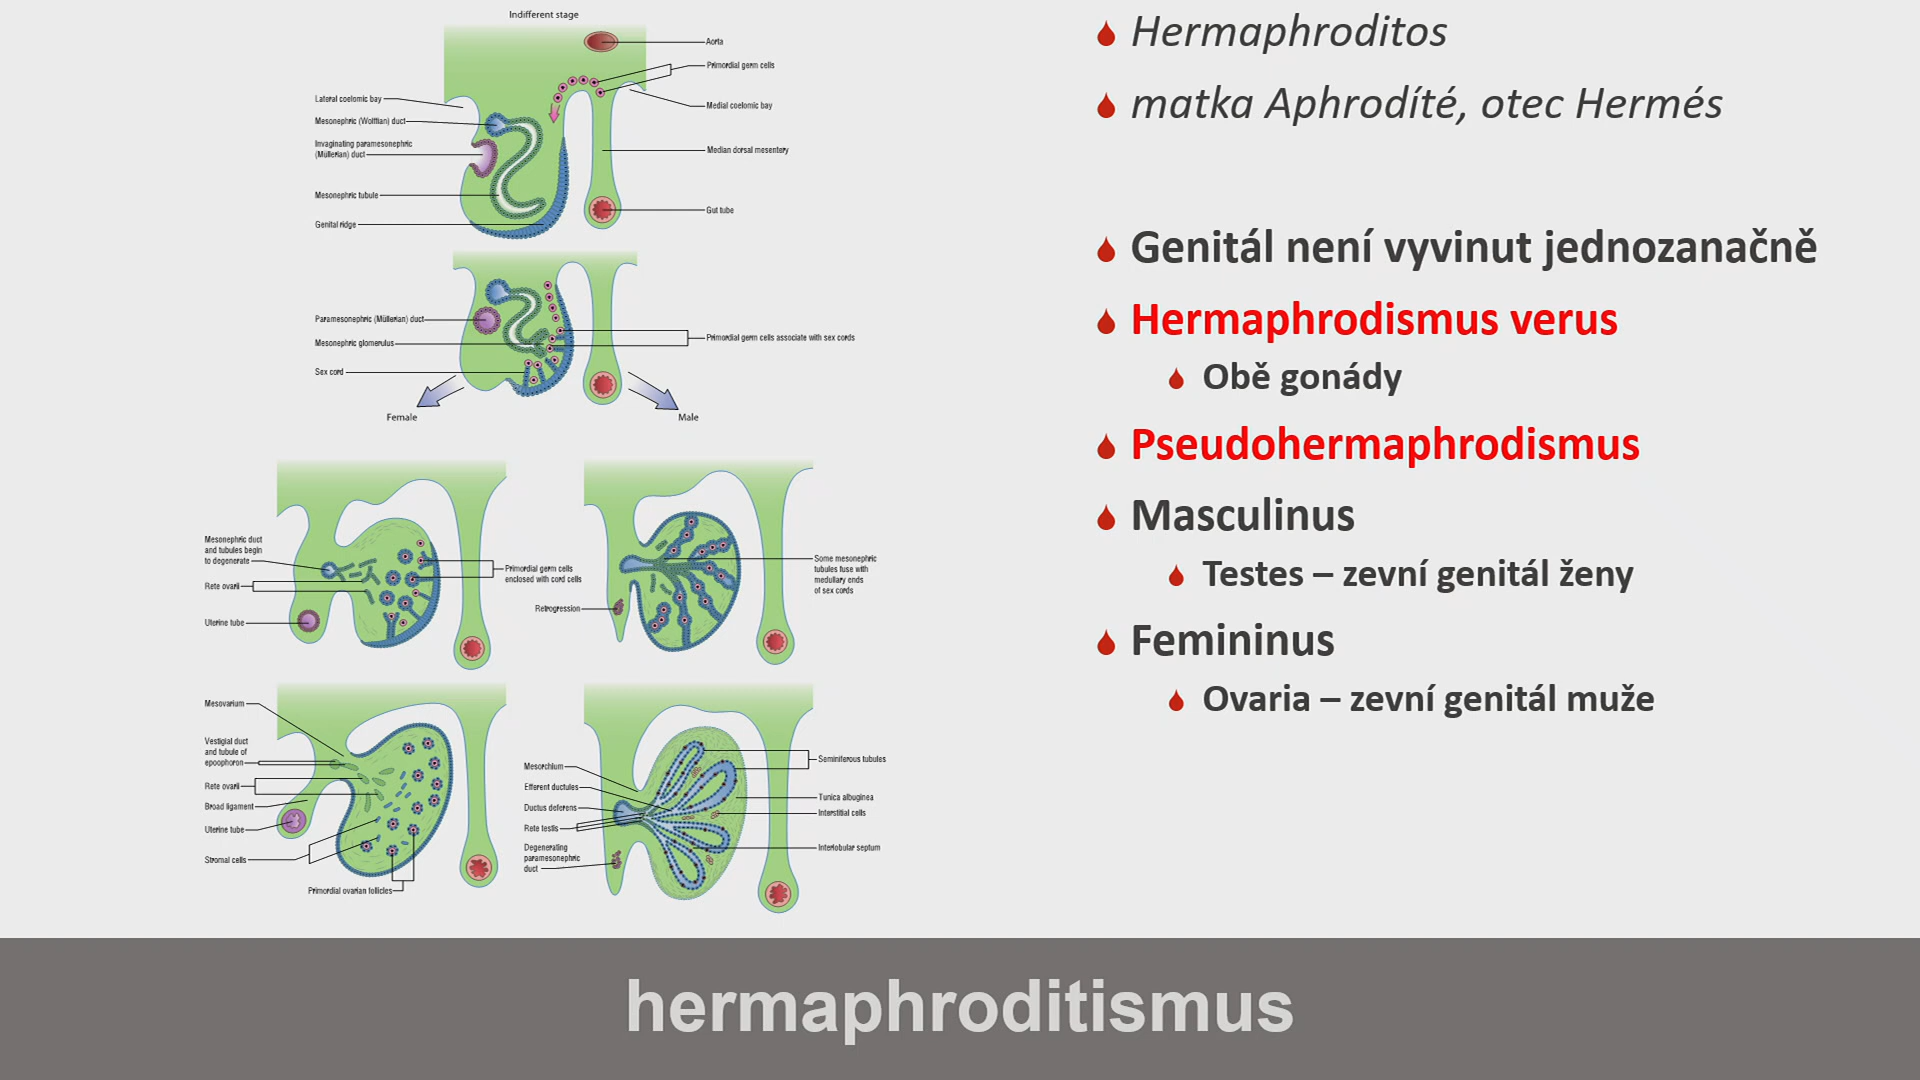 Indifferent stage
Aorta
Primordial germ cells
Lateral coelomic bay
Medial coelomic bay
Mesonephric (Wolffian) duct
Invaginating paramesonephric
(Müllerian) duct
Median dorsal mesentery
Mesonephric tubule
Gut tube
Genital ridge
Paramesonephric (Müllerian) duct
Primordial germ cells associate with sex cords
Mesonephric glomerulus
Sex cord
Female
Male
Mesonephric duct
and tubules begin
to degenerate
Rete ovarii
Uterine tube
Primordial germ cells
enclosed with cord cells
Retrogression
Some mesonephric
tubules fuse with
medullary ends
of sex cords
Mesovarium
Vestigial duct
and tubule of
epoophoron
Rete ovarii
Broad ligament
Uterine tube
Stromal cells
Primordial ovarian follicles
Mesorchium
Efferent ductules
Ductus deferens
Rete testis
Degenerating
paramesonephric
duct
Seminiferous tubules
Tunica albuginea
Interstitial cells
Interlobular septum
Hermaphroditos
matka Aphrodíté, otec Hermés
Genitál není vyvinut jednozanačně
Hermaphrodismus verus
Obě gonády
Pseudohermaphrodismus
Masculinus
Testes – zevní genitál ženy
Femininus
Ovaria – zevní genitál muže
hermaphroditismus